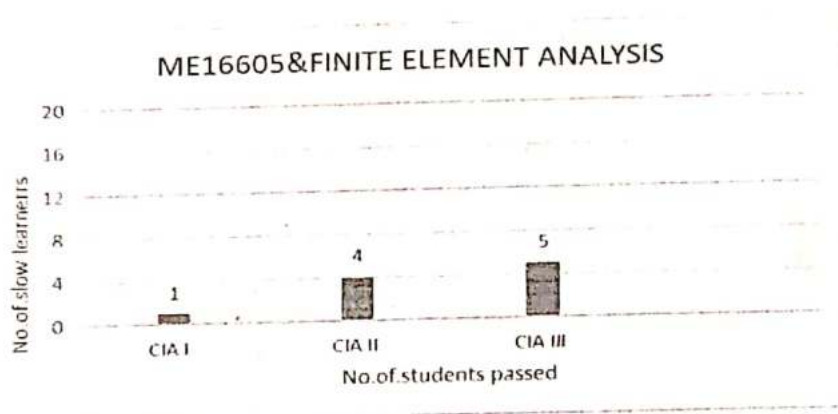 ME16605&FINITE ELEMENT ANALYSIS
20
16
12
8
4
0
No.of.slow learnerrs
1
4
5
CIA I
CIA II
CIA III
No.of.students passed